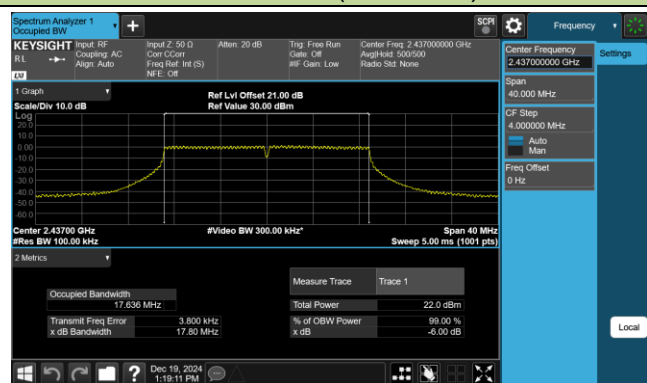 Spectrum Analyzer 1
Occupied BW
+
SCPI
Frequency
KEYSIGHT
Input: RF
Coupling: AC
Align: Auto
Input Z: 50 Ω
Corr CCorr
Freq Ref: Int (S)
NFE: Off
Atten: 20 dB
Trig: Free Run
Gate: Off
#IF Gain: Low
Center Freq: 2.437000000 GHz
Avg|Hold: 500/500
Radio Std: None
R L
LXI
Center Frequency
2.437000000 GHz
Settings
Span
40.000 MHz
CF Step
4.000000 MHz
Auto
Man
Freq Offset
0 Hz
Local
1 Graph
Ref Lvl Offset 21.00 dB
Scale/Div 10.0 dB
Ref Value 30.00 dBm
Log
20.0
10.0
0.00
-10.0
-20.0
-30.0
-40.0
-50.0
-60.0
Center 2.43700 GHz
#Video BW 300.00 kHz*
Span 40 MHz
#Res BW 100.00 kHz
Sweep 5.00 ms (1001 pts)
2 Metrics
Measure Trace
Trace 1
Occupied Bandwidth
17.636 MHz
Total Power
22.0 dBm
Transmit Freq Error
3.800 kHz
% of OBW Power
99.00 %
x dB Bandwidth
17.80 MHz
x dB
-6.00 dB
?
Dec 19, 2024
1:19:11 PM